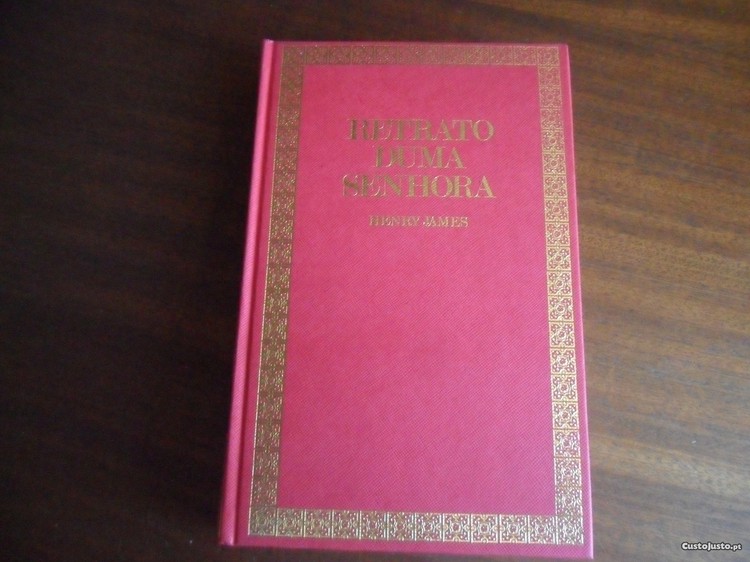 RETRATO
DUMA
SENHORA
HENRY JAMES
CustoJusto.pt